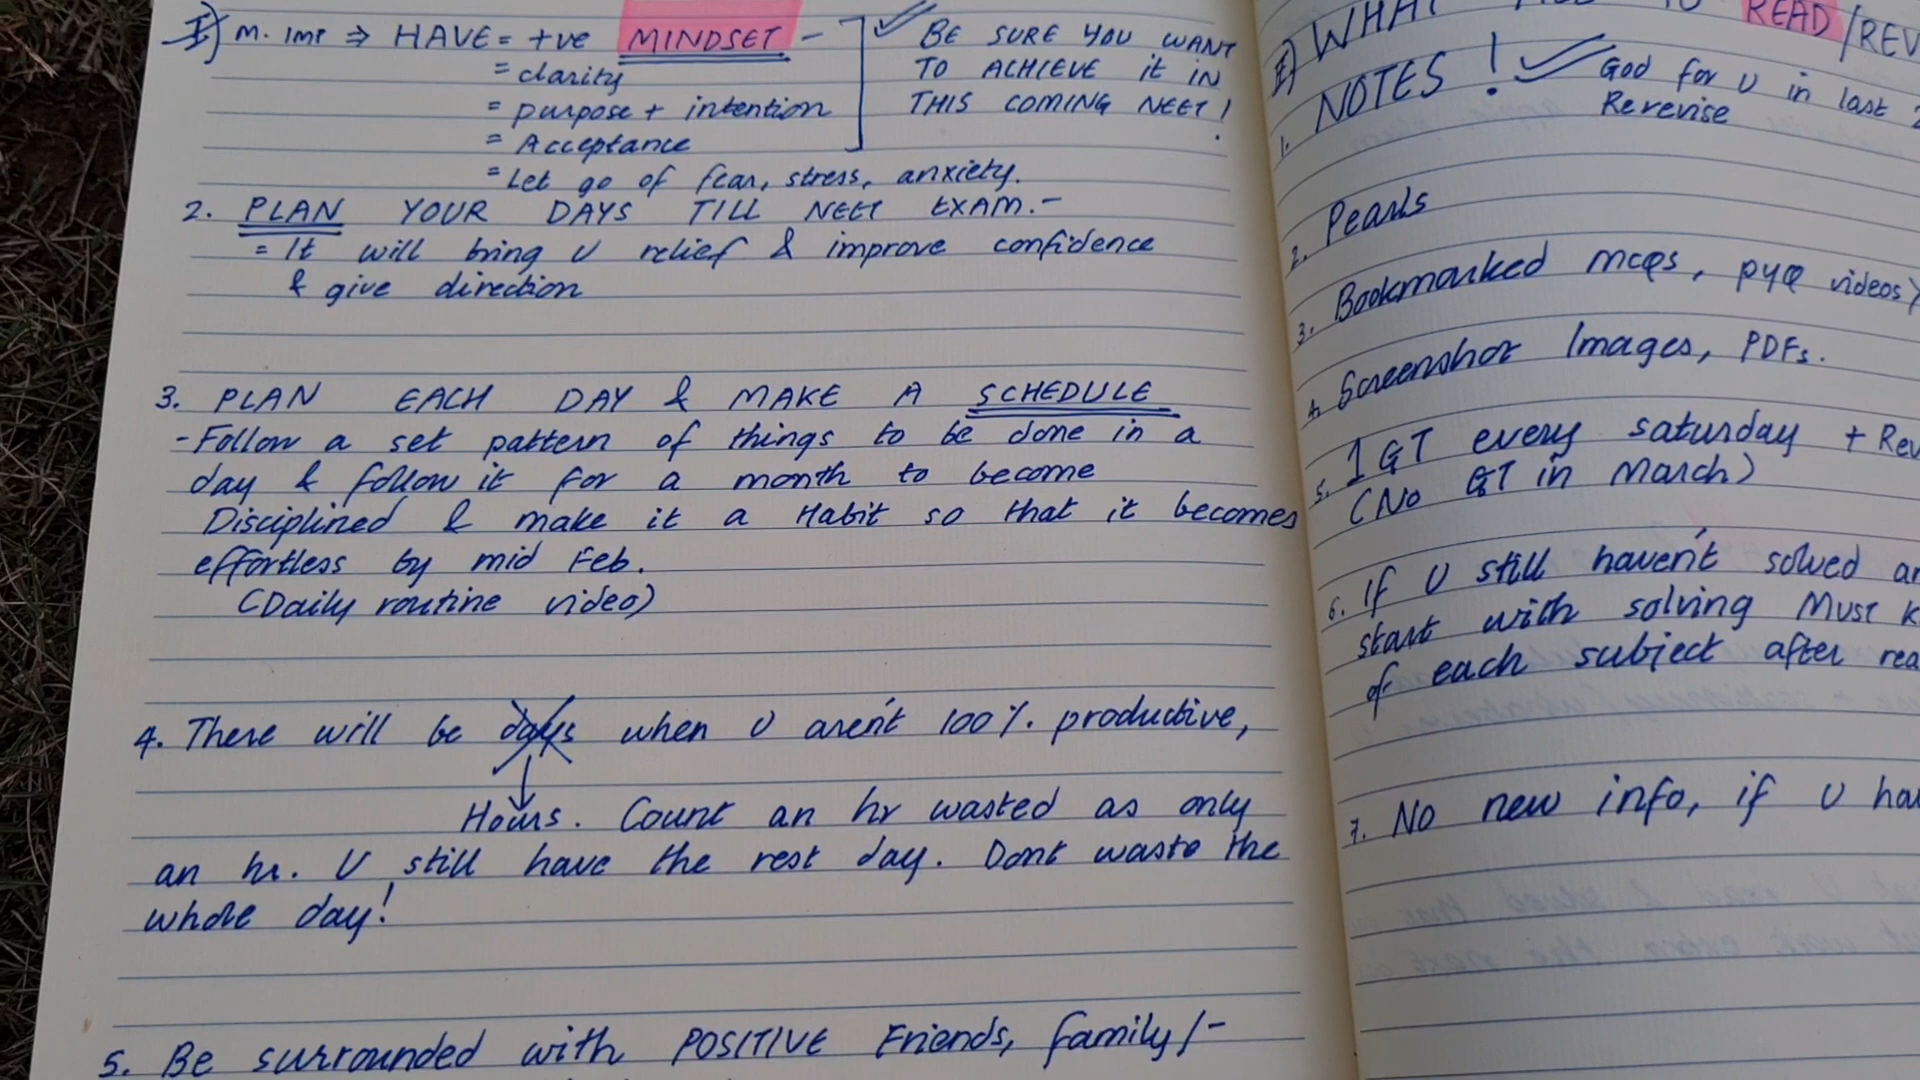 I) M. Imp ⇒ HAVE = +ve MINDSET -
= clarity
= purpose + intention
= Acceptance
= Let go of fear, stress, anxiety.
BE SURE YOU WANT
TO ACHIEVE it IN
THIS COMING NEET!
2. PLAN YOUR DAYS TILL NEET EXAM.-
= It will bring U relief & improve confidence
& give direction
3. PLAN EACH DAY & MAKE A SCHEDULE
- Follow a set pattern of things to be done in a
day & follow it for a month to become
Disciplined & make it a Habit so that it becomes
effortless by mid Feb.
(Daily routine video)
4. There will be days when U aren't 100%. productive,
Hours. Count an hr wasted as only
an hr. U still have the rest day. Dont waste the
whole day!
5. Be surrounded with POSITIVE Friends, family/-
II) WHAT TO READ/REV
1. NOTES! God for U in last 2
Rerevise
2. Pearls
3. Bookmarked mcqs, pyq videos
4. Screenshot Images, PDFs.
5. 1 GT every saturday + Rev
(No GT in March)
6. If U still haven't solved
start with solving Must
of each subject after
7. No new info, if U